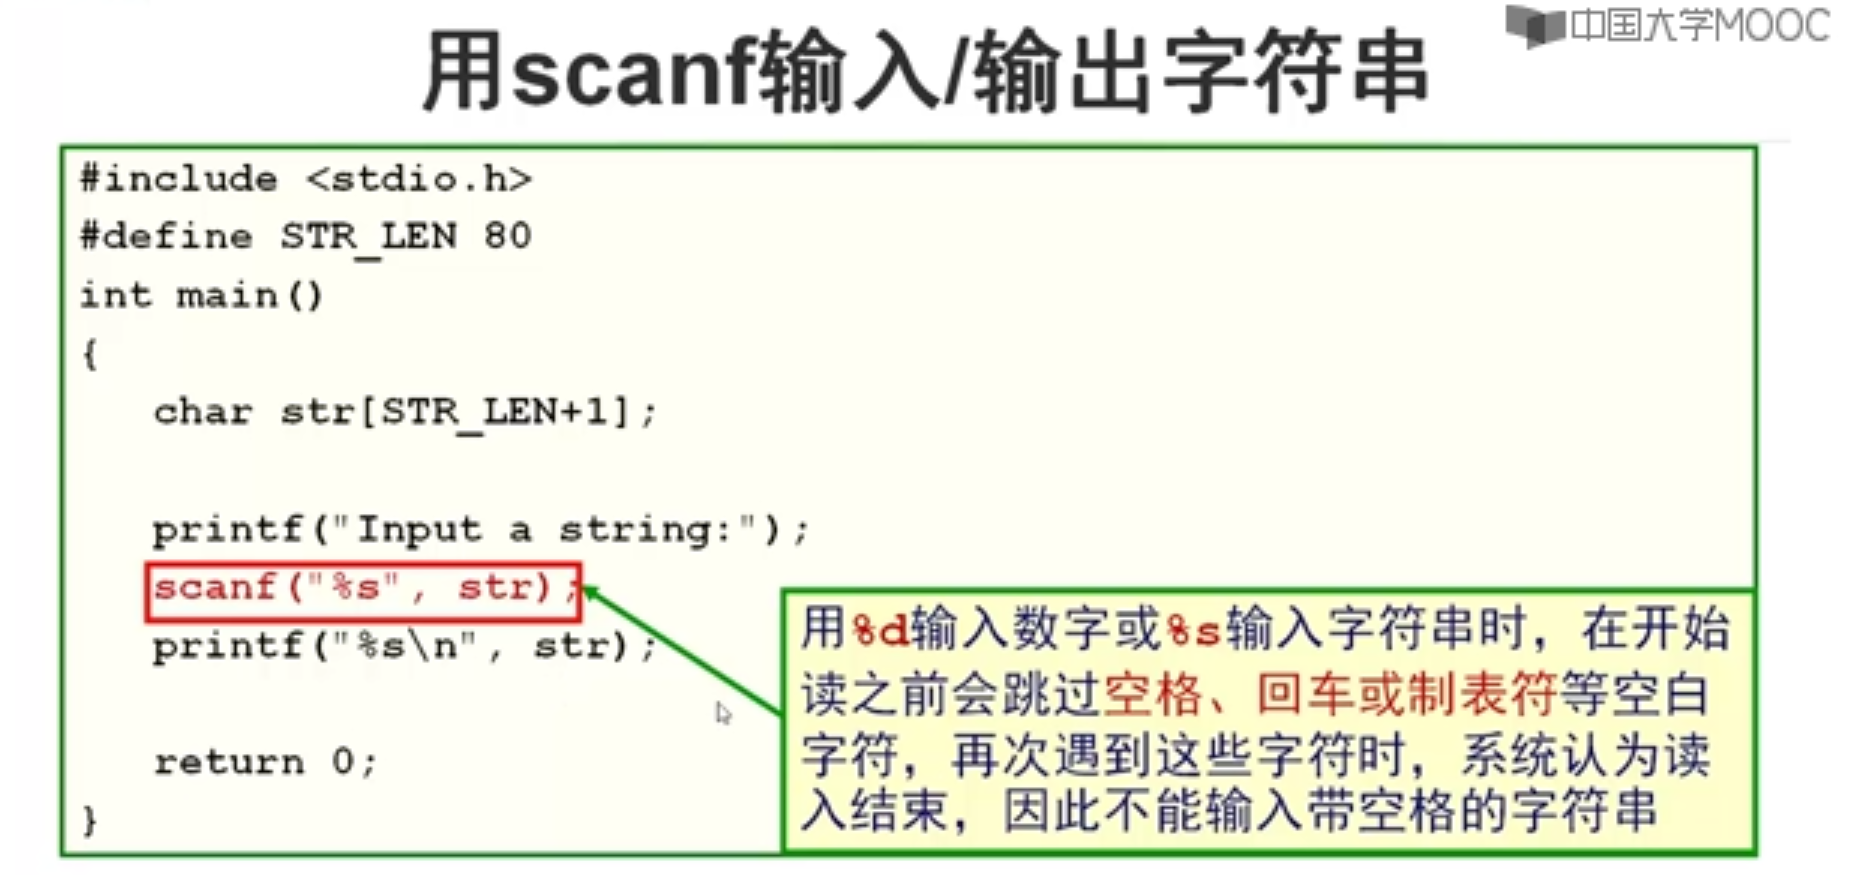 中国大学MOOC
用scanf输入/输出字符串
#include <stdio.h>
#define STR_LEN 80
int main()
{
char str[STR_LEN+1];
printf("Input a string:");
scanf("%s", str);
printf("%s\n", str);
return 0;
}
用%d输入数字或%s输入字符串时，在开始
读之前会跳过空格、回车或制表符等空白
字符，再次遇到这些字符时，系统认为读
入结束，因此不能输入带空格的字符串